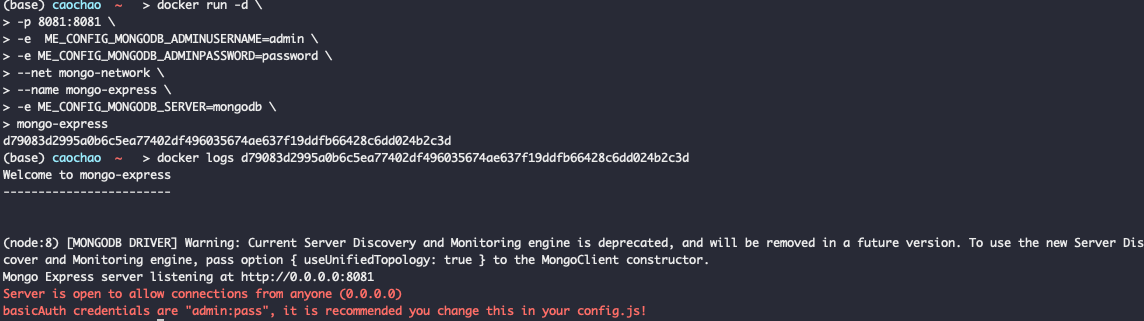 (base) caochao ~ > docker run -d \
> -p 8081:8081 \
> -e  ME_CONFIG_MONGODB_ADMINUSERNAME=admin \
> -e ME_CONFIG_MONGODB_ADMINPASSWORD=password \
> --net mongo-network \
> --name mongo-express \
> -e ME_CONFIG_MONGODB_SERVER=mongodb \
> mongo-express
d79083d2995a0b6c5ea77402df496035674ae637f19ddfb66428c6dd024b2c3d
(base) caochao ~ > docker logs d79083d2995a0b6c5ea77402df496035674ae637f19ddfb66428c6dd024b2c3d
Welcome to mongo-express
------------------------
(node:8) [MONGODB DRIVER] Warning: Current Server Discovery and Monitoring engine is deprecated, and will be removed in a future version. To use the new Server Dis
cover and Monitoring engine, pass option { useUnifiedTopology: true } to the MongoClient constructor.
Mongo Express server listening at http://0.0.0.0:8081
Server is open to allow connections from anyone (0.0.0.0)
basicAuth credentials are "admin:pass", it is recommended you change this in your config.js!